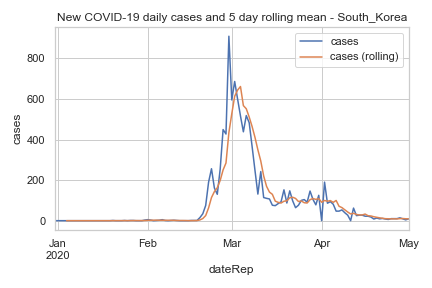 New COVID-19 daily cases and 5 day rolling mean - South_Korea
cases
cases (rolling)
800
600
400
200
0
cases
Jan
2020
Feb
Mar
Apr
May
dateRep